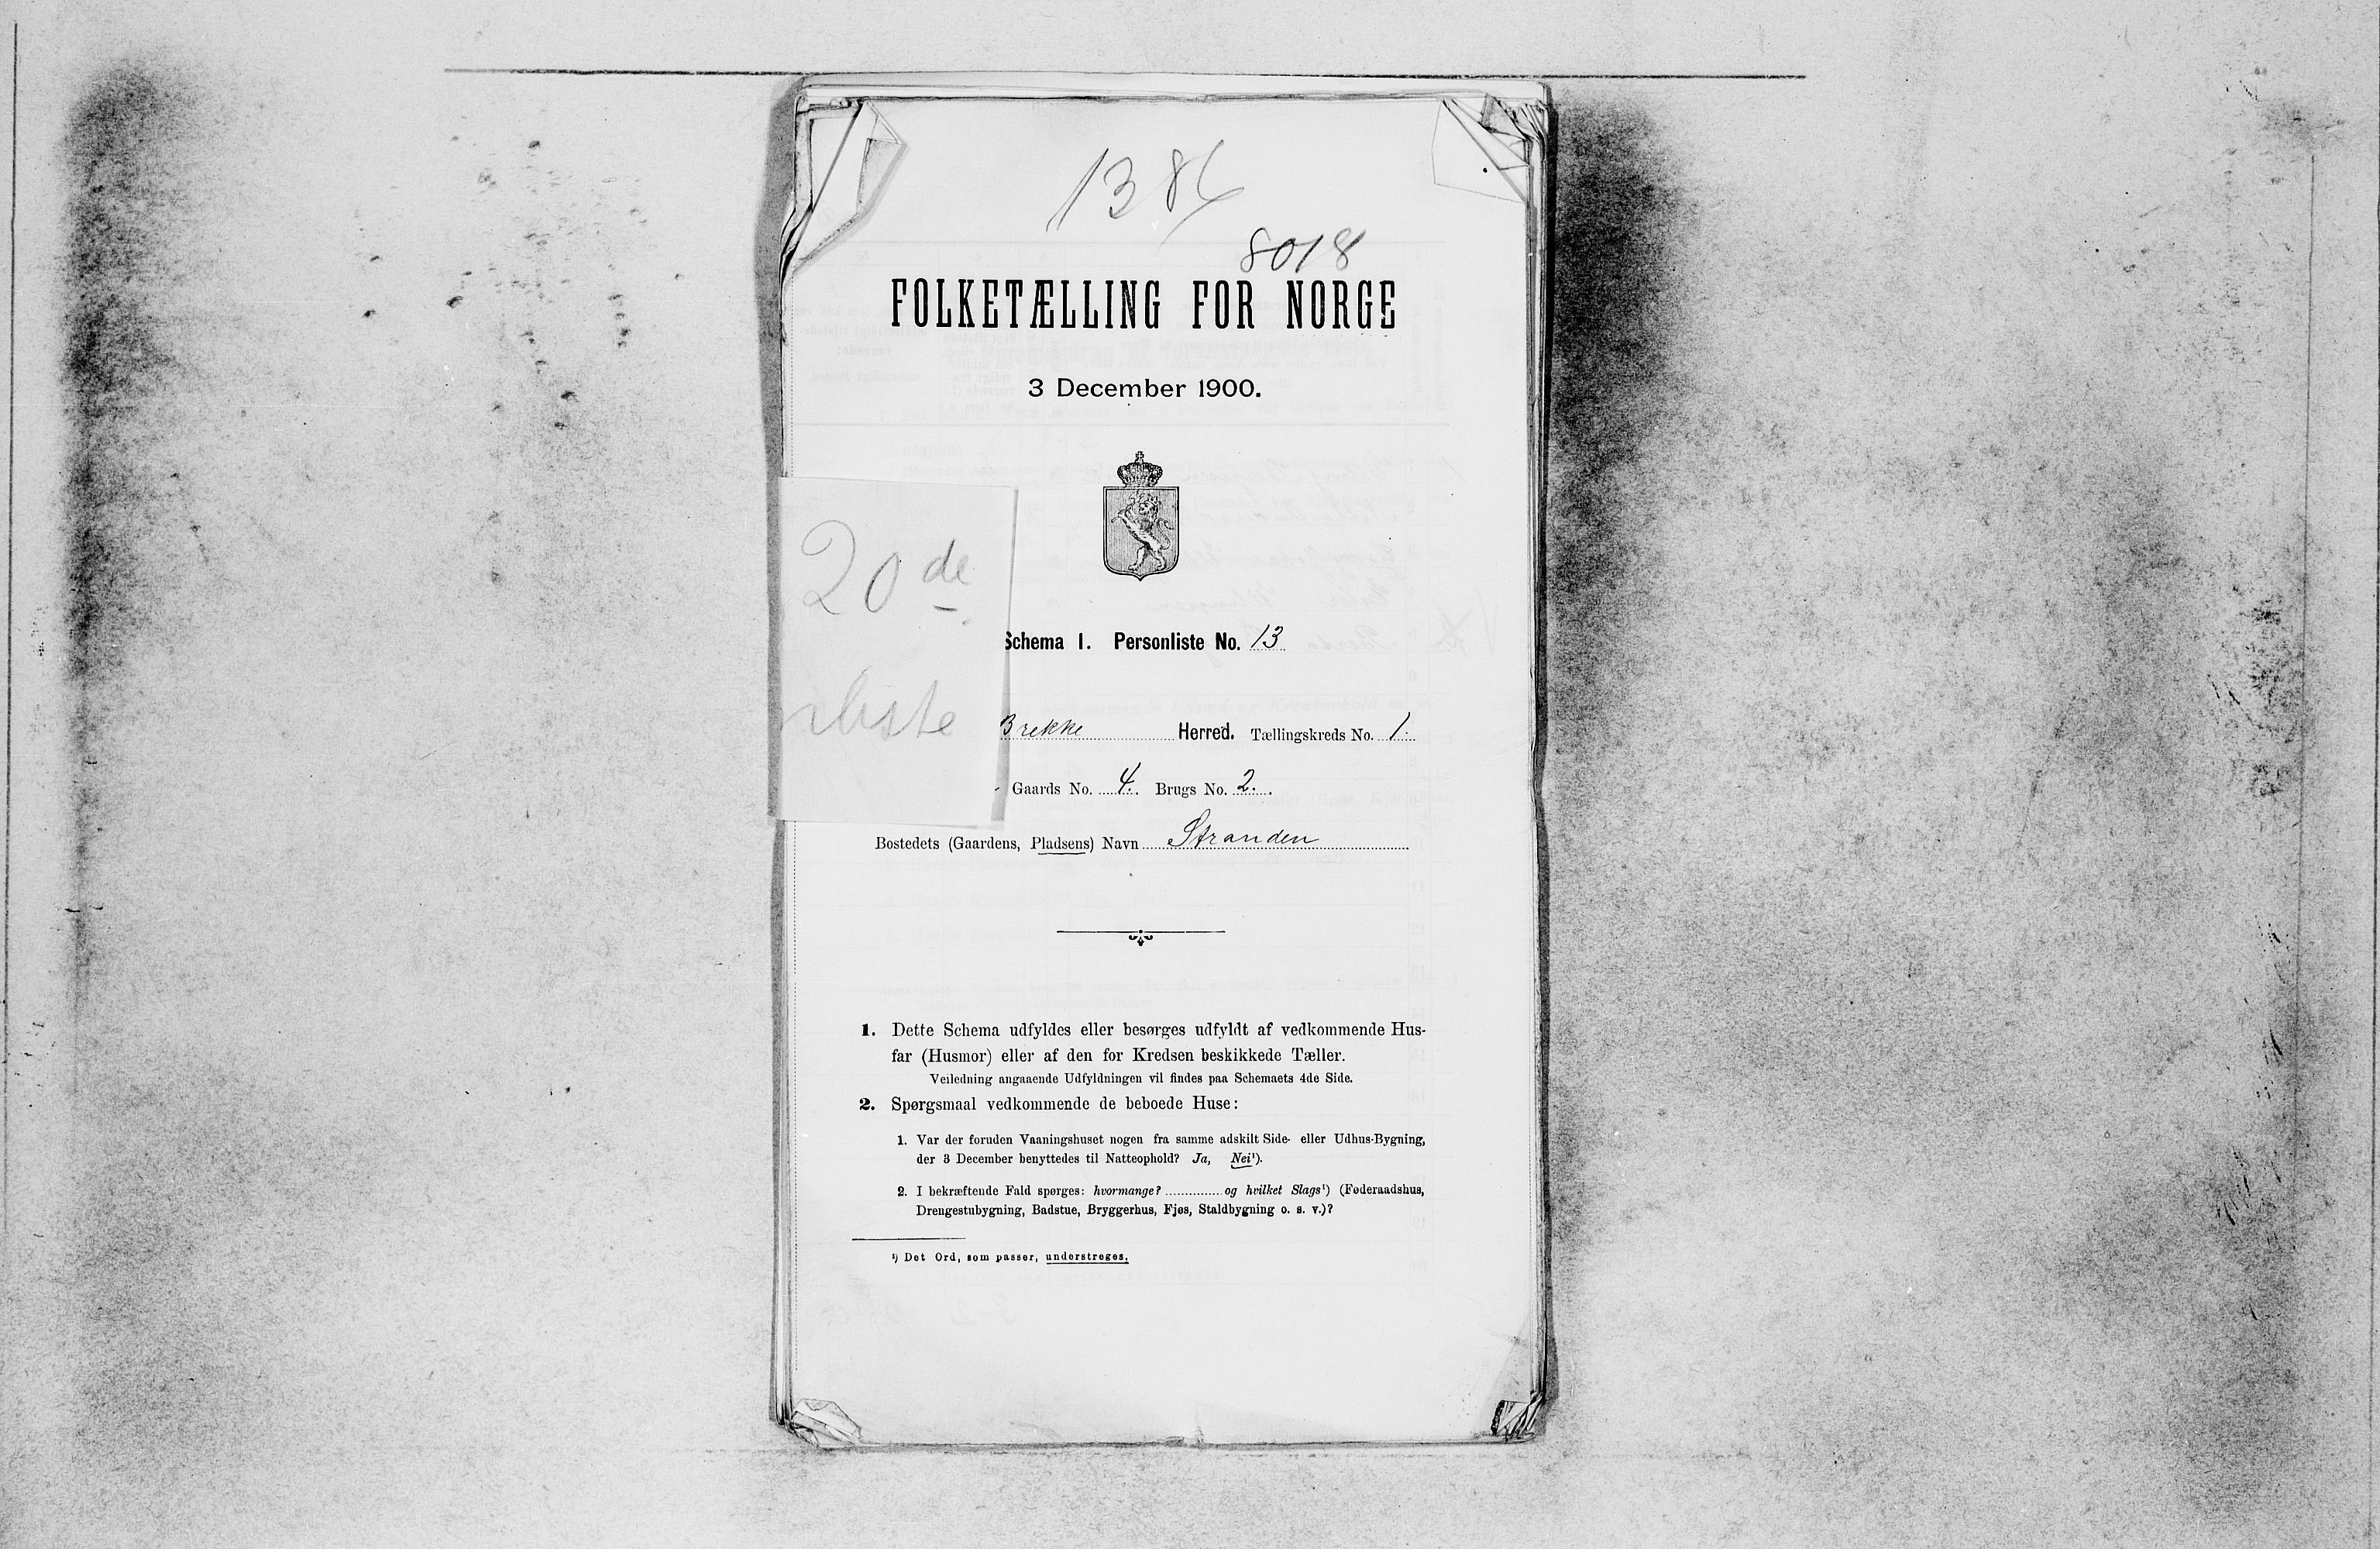 1386
8018
FOLKETÆLLING FOR NORGE
3 December 1900.
20 de
Schema I. Personliste No. 13
Brekke Herred. Tællingskreds No. 1.
Gaards No. 4. Brugs No. 2.
Bostedets (Gaardens, Pladsens) Navn Stranden
1. Dette Schema udfyldes eller besørges udfyldt af vedkommende Hus-
far (Husmor) eller af den for Kredsen beskikkede Tæller.
Veiledning angaaende Udfyldningen vil findes paa Schemaets 4de Side.
2. Spørgsmaal vedkommende de beboede Huse:
1. Var der foruden Vaaningshuset nogen fra samme adskilt Side- eller Udhus-Bygning,
der 3 December benyttedes til Natteophold? Ja, Nei¹).
2. I bekræftende Fald spørges: hvormange? og hvilket Slags¹) (Føderaadshus,
Drengestubygning, Badstue, Bryggerhus, Fjøs, Staldbygning o. s. v.)?
¹) Det Ord, som passer, understreges.